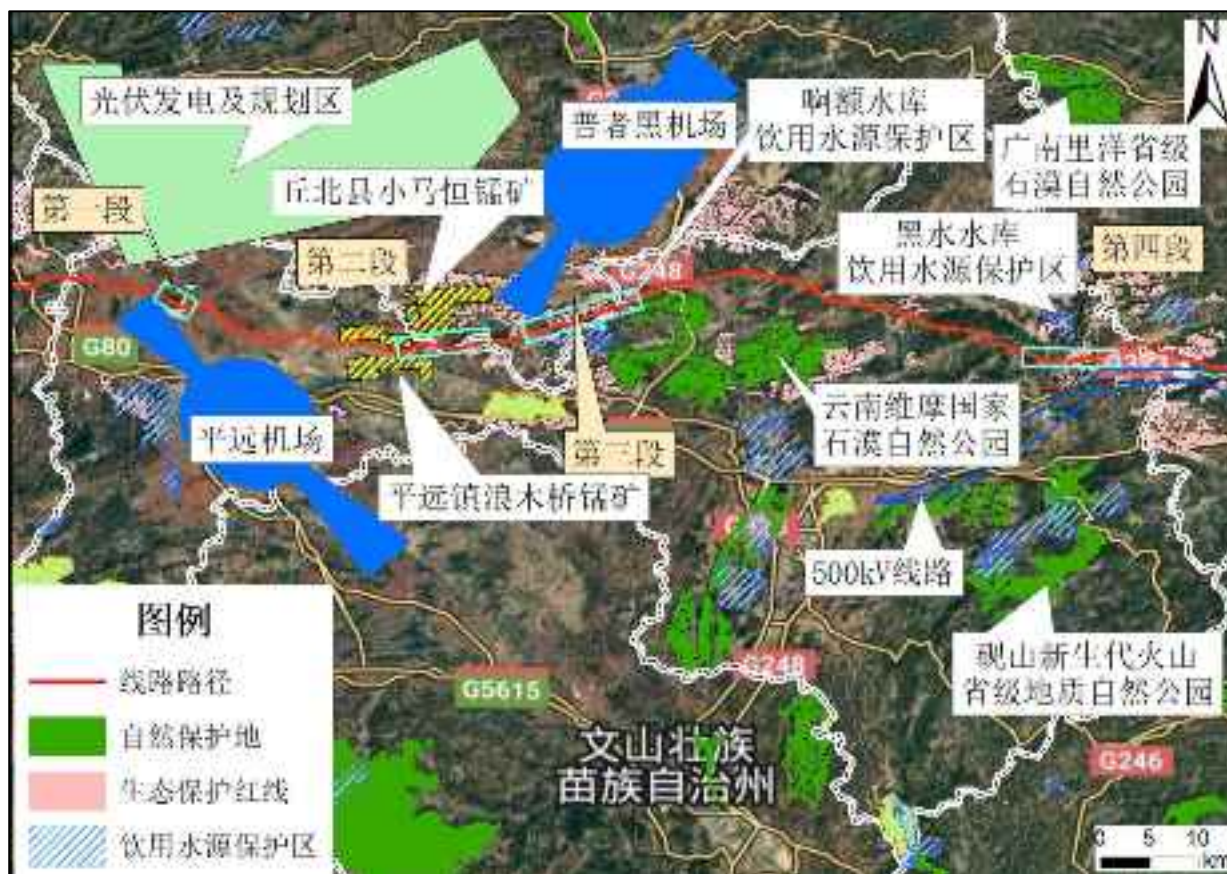 N
光伏发电及规划区
普者黑机场
啊额水库
饮用水源保护区
广南里洋省级
石漠自然公园
丘北县小马恒锰矿
第一段
第二段
G248
黑水水库
饮用水源保护区
第四段
G80
平远机场
云南维摩国家
石漠自然公园
第三段
平远镇浪木桥锰矿
500kV线路
砚山新生代火山
省级地质自然公园
图例
线路路径
自然保护地
生态保护红线
饮用水源保护区
G5615
G248
文山壮族
苗族自治州
G246
0 5 10
km